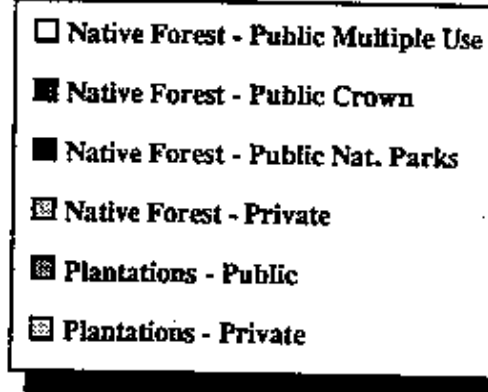 Native Forest - Public Multiple Use
Native Forest - Public Crown
Native Forest - Public Nat. Parks
Native Forest - Private
Plantations - Public
Plantations - Private